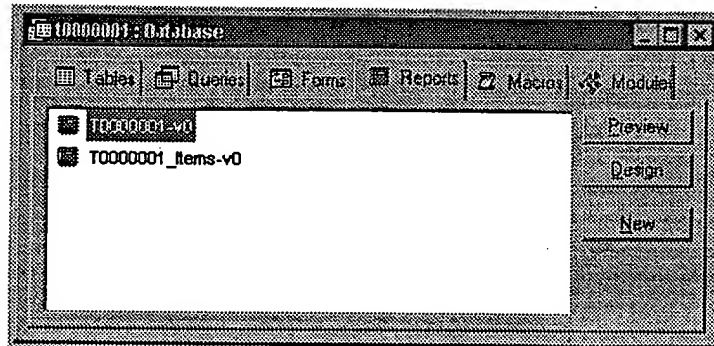 t0000001 : Database
Tables Queries Forms Reports Macros Modules
T0000001-v0
T0000001_Items-v0
Preview
Design
New